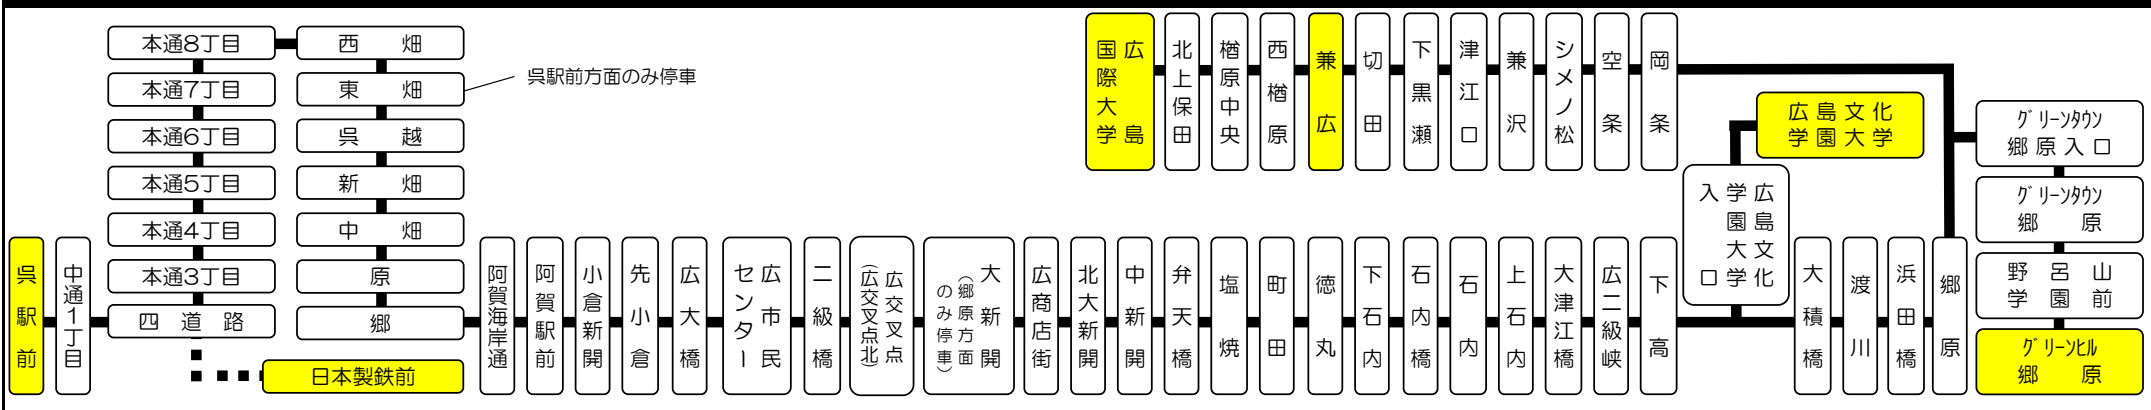 呉駅前
中通1丁目
四道路
本通3丁目
本通4丁目
本通5丁目
本通6丁目
本通7丁目
本通8丁目
西畑
東畑
呉駅前方面のみ停車
呉越
新畑
中畑
原
郷
日本製鉄前
阿賀海岸通
阿賀駅前
小倉新開
先小倉
広大橋
広市民
センター
二級橋
広交叉点
(広交叉点北)
大新開
(郷原方面
のみ停車)
広商店街
北大新開
中新開
弁天橋
塩焼
町田
徳丸
下石内
石内橋
石内
上石内
大津江橋
広二級峡
下高
広島文化
学園大学
入口
広島文化
学園大学
大積橋
渡川
浜田橋
郷原
広島
国際大学
北上保田
楢原中央
西楢原
兼広
切田
下黒瀬
津江口
兼沢
シメノ松
空条
岡条
グリーンタウン
郷原入口
グリーンタウン
郷原
野呂山
学園前
グリーンヒル
郷原